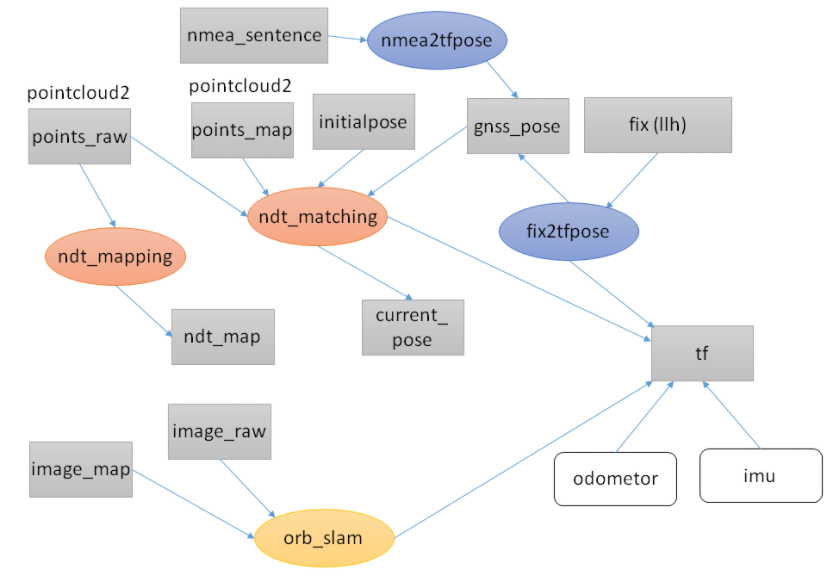 nmea_sentence
nmea2tfpose
pointcloud2
pointcloud2
points_raw
points_map
initialpose
gnss_pose
fix (llh)
ndt_matching
fix2tfpose
ndt_mapping
current_
pose
ndt_map
tf
image_raw
image_map
odometor
imu
orb_slam